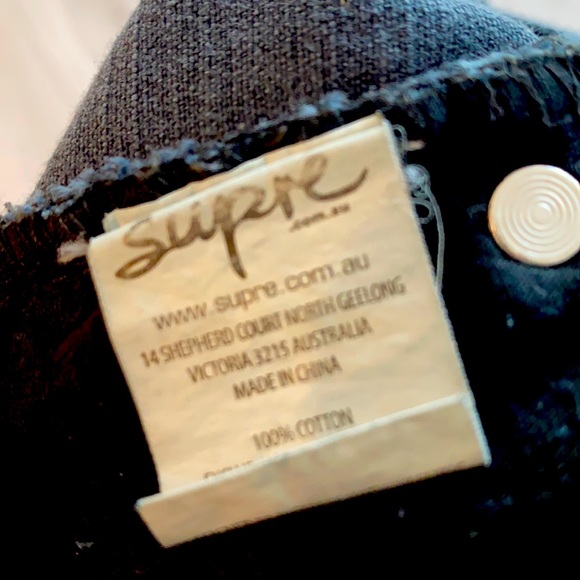 supre
.com.au
www.supre.com.au
14 SHEPHERD COURT NORTH GEELONG
VICTORIA 3215 AUSTRALIA
MADE IN CHINA
100% COTTON